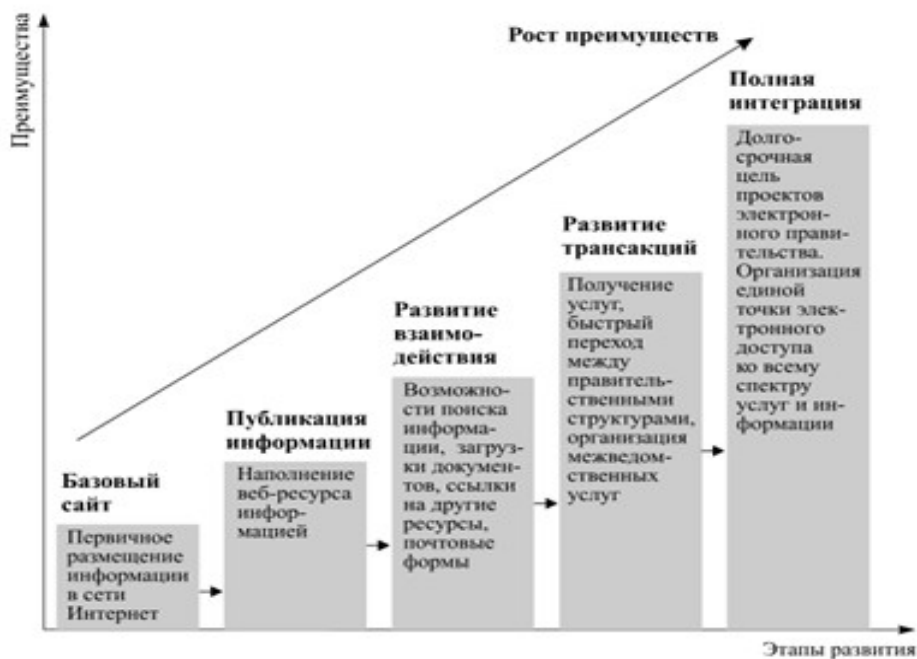 Преимущества
Рост преимуществ
Базовый
сайт
Первичное
размещение
информации
в сети
Интернет
Публикация
информации
Наполнение
веб-ресурса
инфор-
мацией
Развитие
взаимо-
действия
Возможно-
сти поиска
информа-
ции, загруз-
ки докумен-
тов, ссылки
на другие
ресурсы,
почтовые
формы
Развитие
трансакций
Получение
услуг,
быстрый
переход
между
правитель-
ственными
структурами,
организация
межведом-
ственных
услуг
Полная
интеграция
Долго-
срочная
цель
проектов
электрон-
ного прави-
тельства.
Организация
единой
точки элек-
тронного
доступа
ко всему
спектру
услуг и ин-
формации
Этапы развития